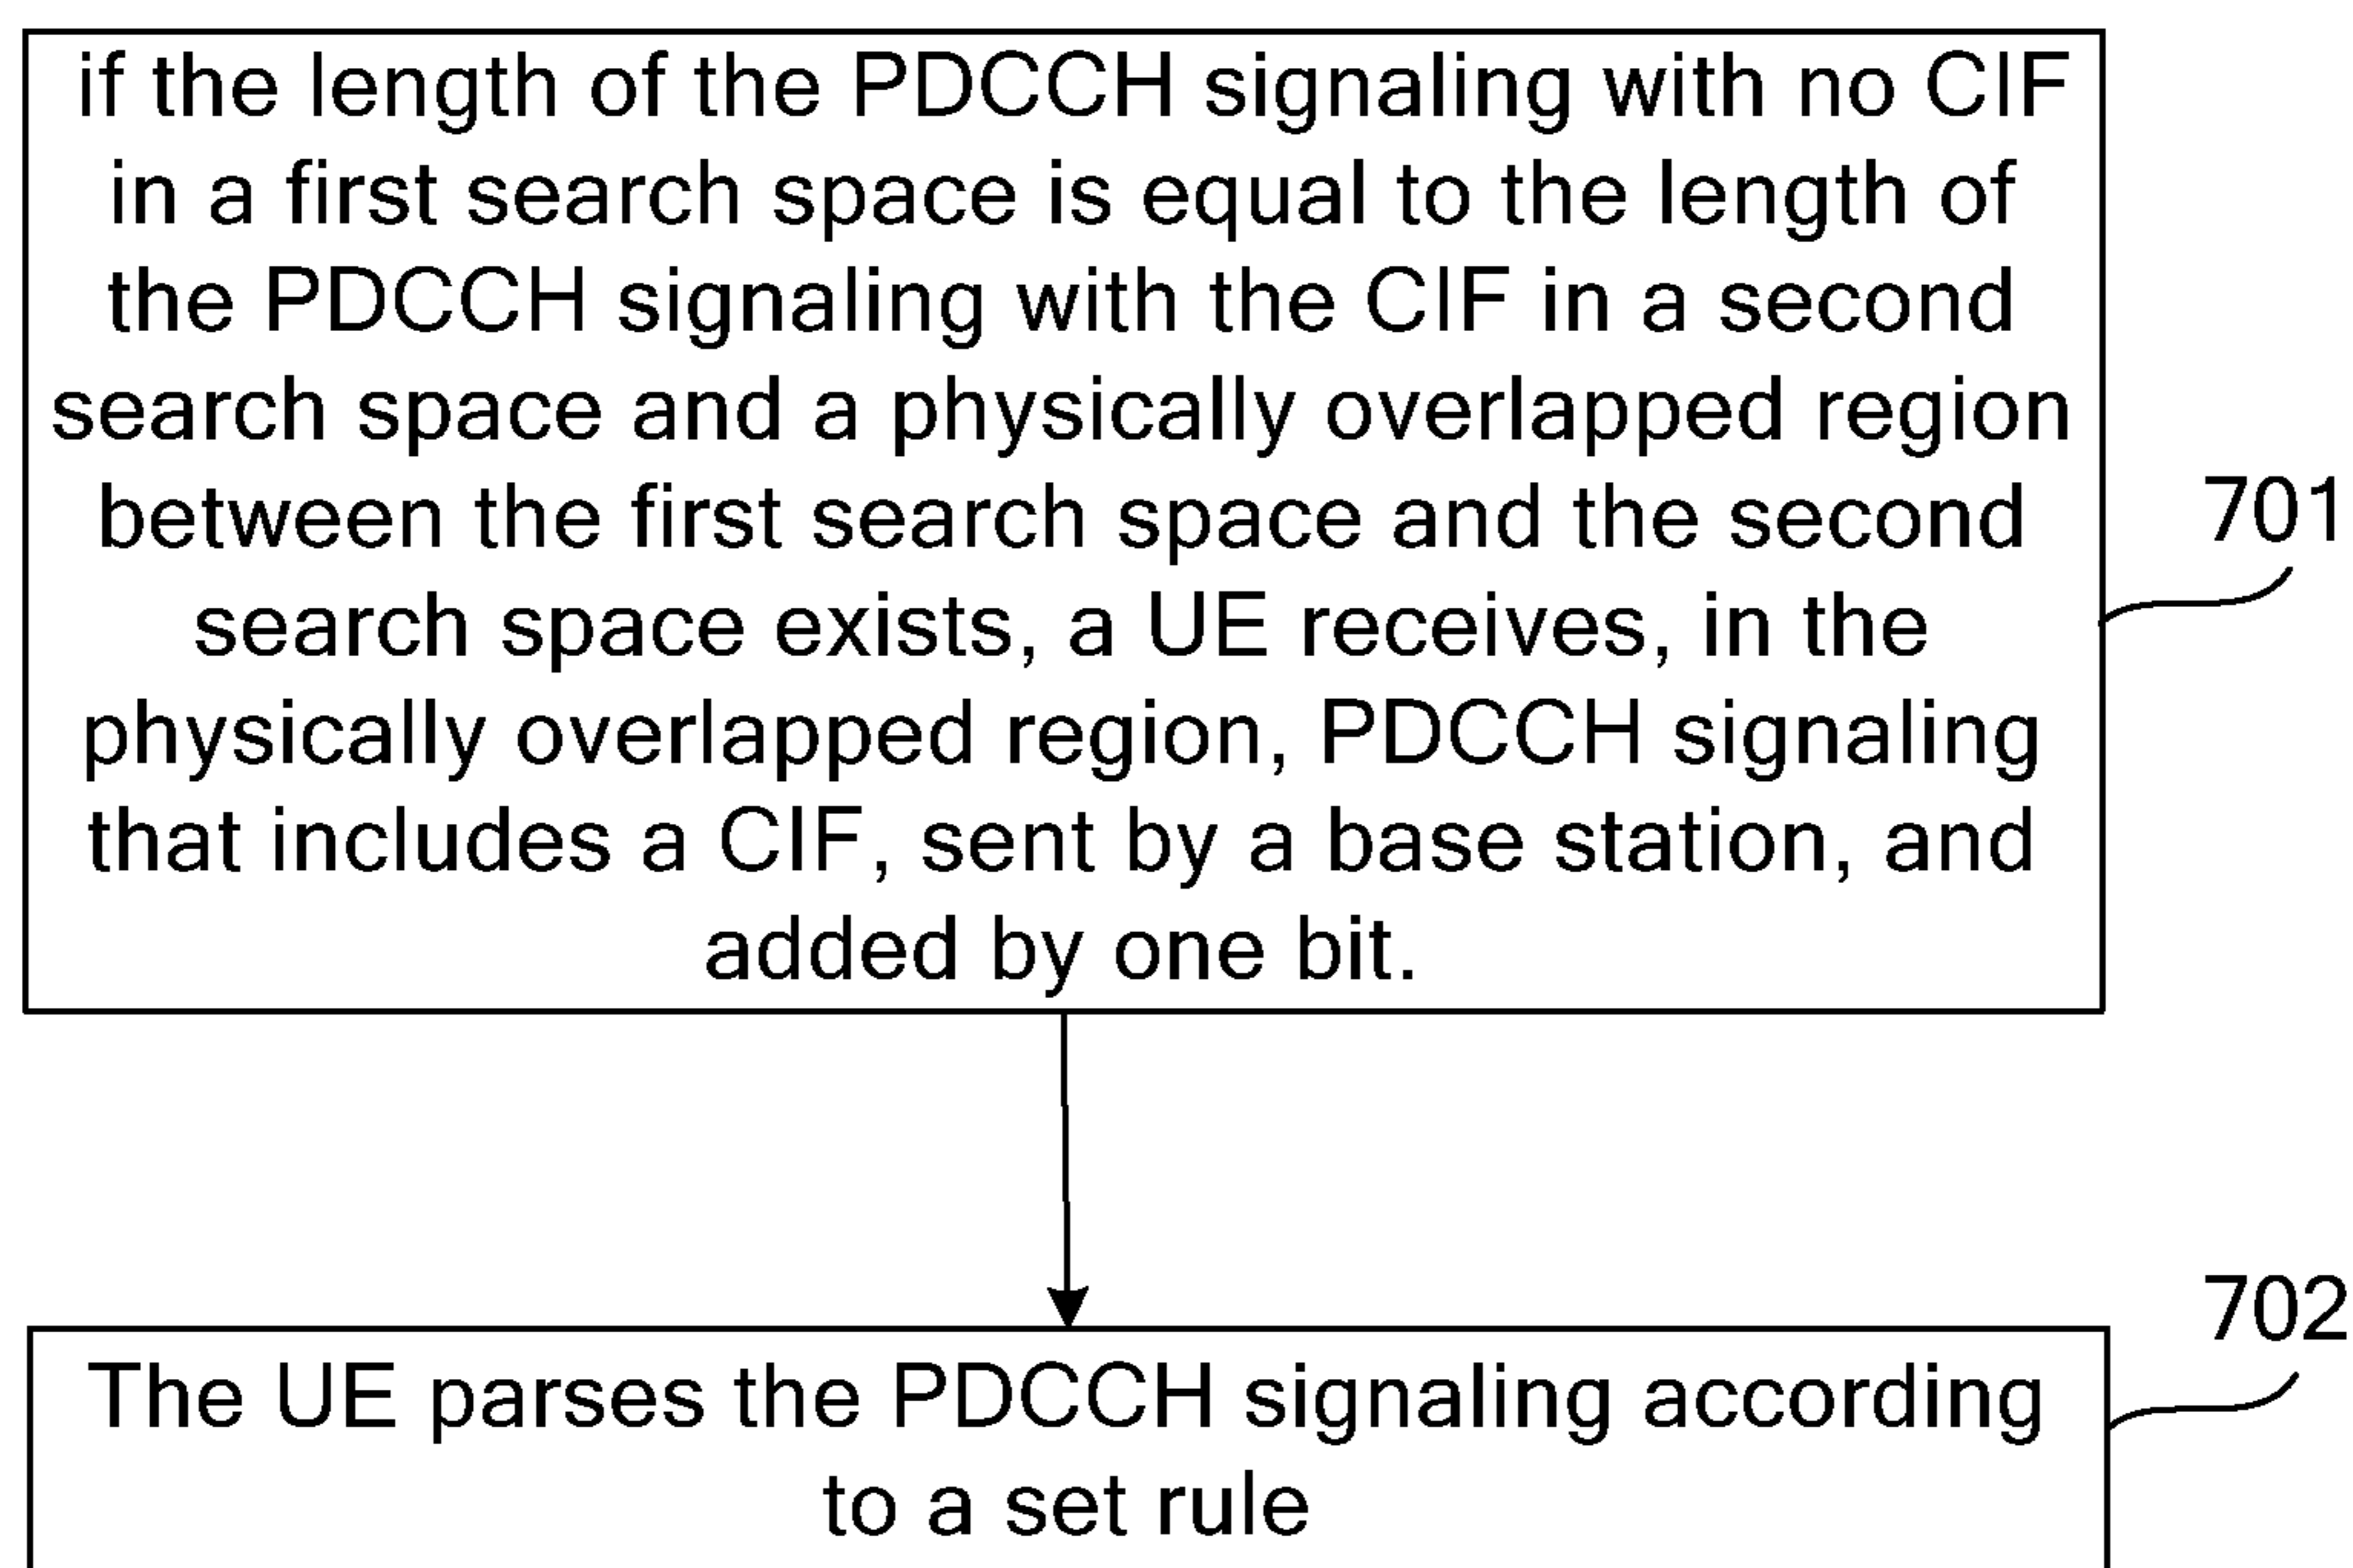 if the length of the PDCCH signaling with no CIF
in a first search space is equal to the length of
the PDCCH signaling with the CIF in a second
search space and a physically overlapped region
between the first search space and the second
search space exists, a UE receives, in the
physically overlapped region, PDCCH signaling
that includes a CIF, sent by a base station, and
added by one bit.
701
702
The UE parses the PDCCH signaling according
to a set rule